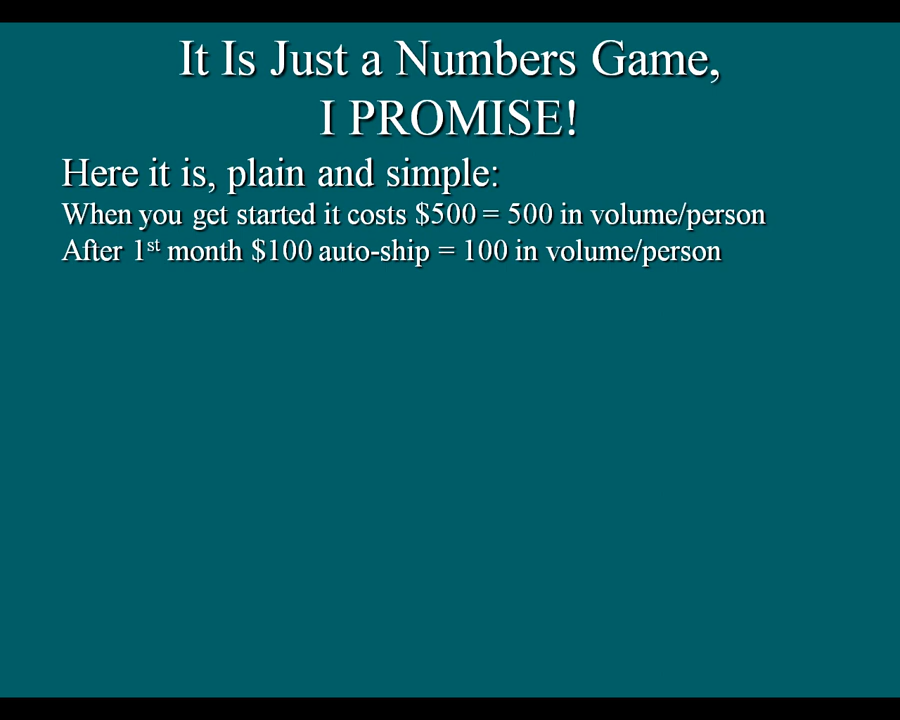 It Is Just a Numbers Game,
I PROMISE!
Here it is, plain and simple:
When you get started it costs $500 = 500 in volume/person
After 1st month $100 auto-ship = 100 in volume/person